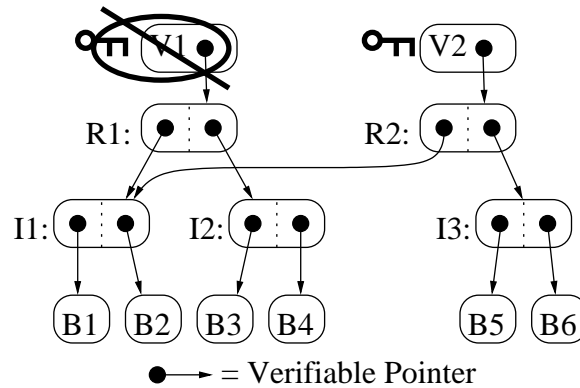 V1 V2
R1: R2:
I1: I2: I3:
B1 B2 B3 B4 B5 B6
= Verifiable Pointer